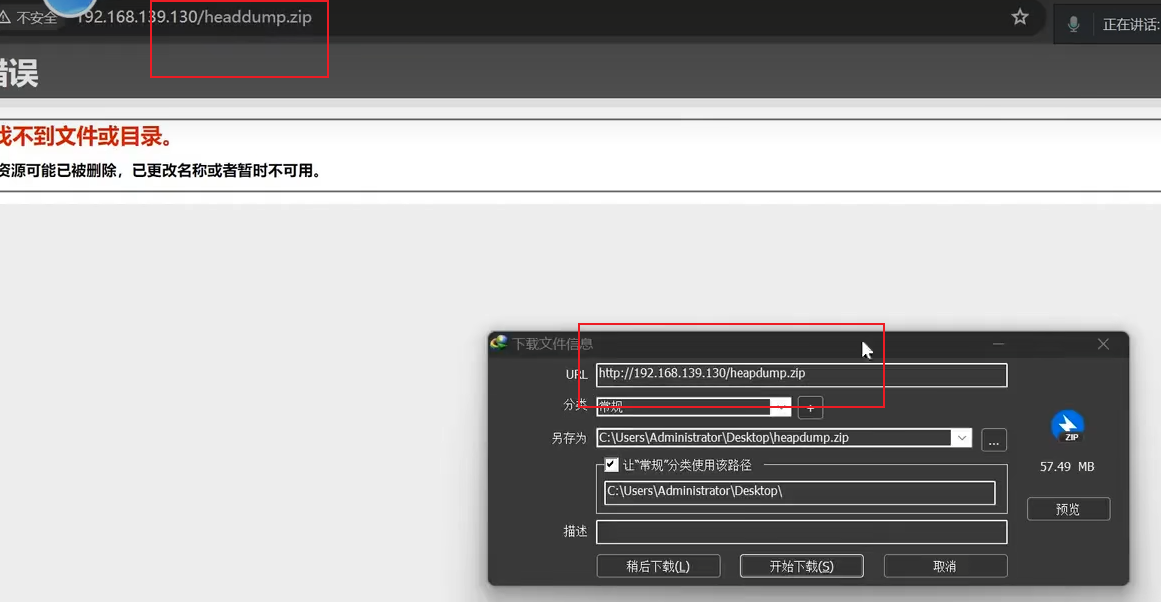 不安全 192.168.139.130/headdump.zip 正在讲话:
错误
找不到文件或目录。
资源可能已被删除，已更改名称或者暂时不可用。
下载文件信息
URL http://192.168.139.130/heapdump.zip
分类 常规 +
另存为 C:\Users\Administrator\Desktop\heapdump.zip ...
ZIP
57.49 MB
让"常规"分类使用该路径
C:\Users\Administrator\Desktop\
预览
描述
稍后下载(L) 开始下载(S) 取消